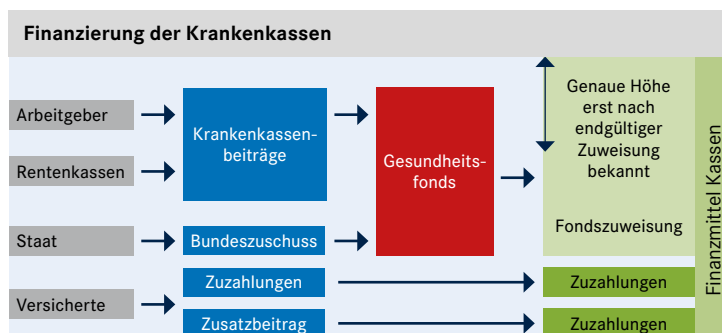 Finanzierung der Krankenkassen
Arbeitgeber
Rentenkassen
Staat
Versicherte
Krankenkassen-
beiträge
Bundeszuschuss
Zuzahlungen
Zusatzbeitrag
Gesundheits-
fonds
Genaue Höhe
erst nach
endgültiger
Zuweisung
bekannt
Fondszuweisung
Zuzahlungen
Zuzahlungen
Finanzmittel Kassen